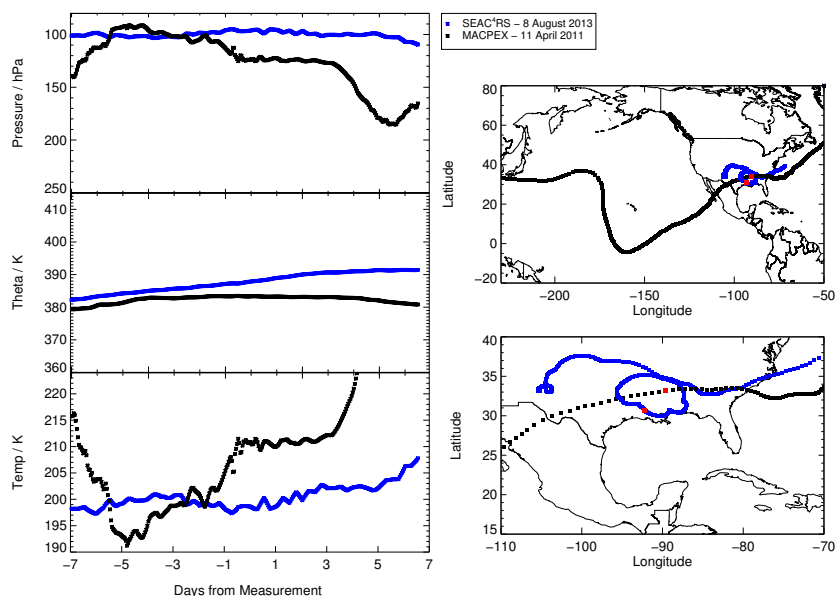 SEAC⁴RS − 8 August 2013
MACPEX − 11 April 2011
Pressure / hPa
100
150
200
250
Theta / K
410
400
390
380
370
360
Temp / K
220
215
210
205
200
195
190
−7 −5 −3 −1 1 3 5 7
Days from Measurement
Latitude
80
60
40
20
0
−20
−200 −150 −100 −50
Longitude
Latitude
40
35
30
25
20
15
−110 −100 −90 −80 −70
Longitude